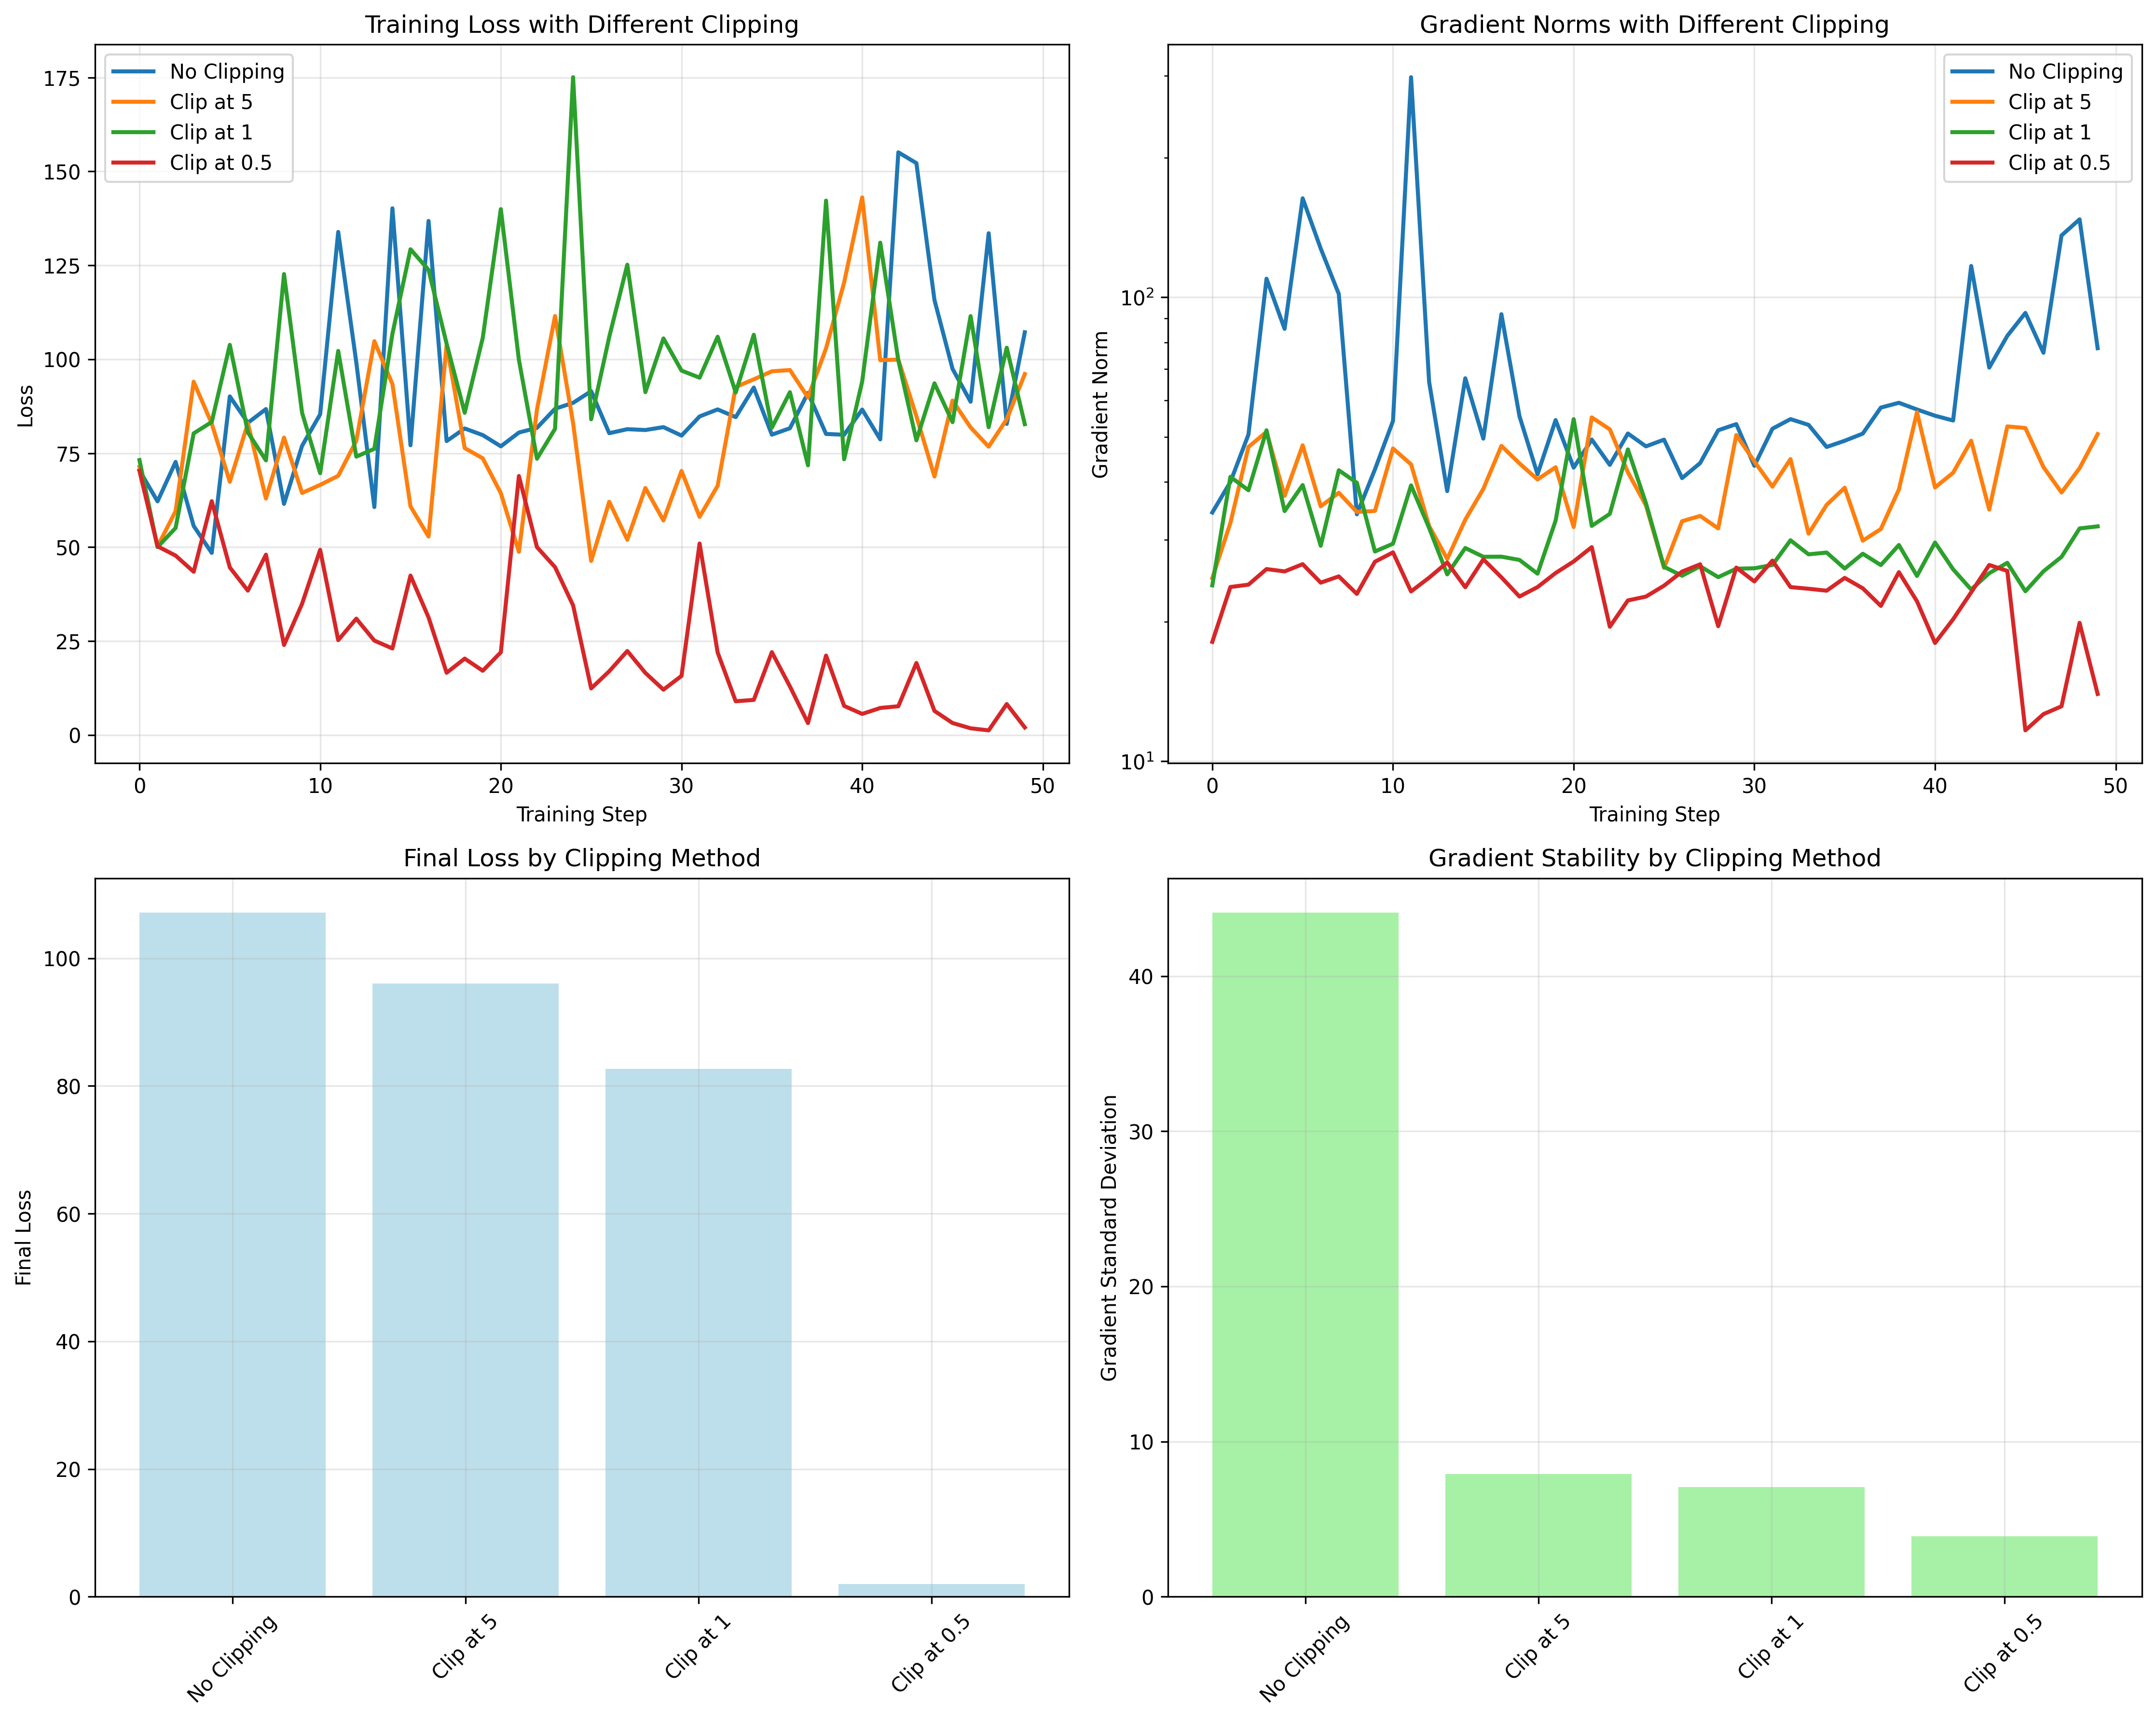 Training Loss with Different Clipping
No Clipping
Clip at 5
Clip at 1
Clip at 0.5
175
150
125
100
75
50
25
0
Loss
0 10 20 30 40 50
Training Step
Gradient Norms with Different Clipping
No Clipping
Clip at 5
Clip at 1
Clip at 0.5
10²
10¹
Gradient Norm
0 10 20 30 40 50
Training Step
Final Loss by Clipping Method
100
80
60
40
20
0
Final Loss
No Clipping Clip at 5 Clip at 1 Clip at 0.5
Gradient Stability by Clipping Method
40
30
20
10
0
Gradient Standard Deviation
No Clipping Clip at 5 Clip at 1 Clip at 0.5